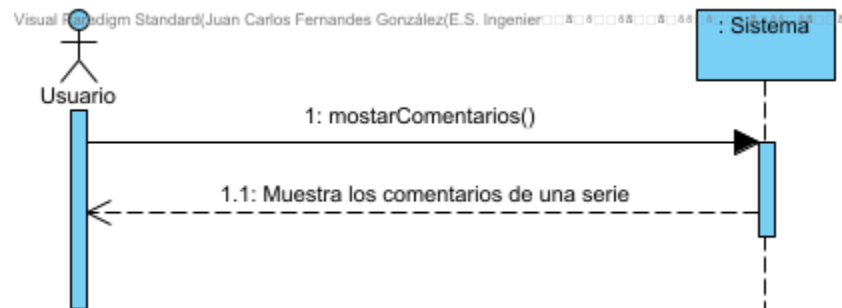 Visual Paradigm Standard(Juan Carlos Fernandes González(E.S. Ingenier
: Sistema
Usuario
1: mostarComentarios()
1.1: Muestra los comentarios de una serie